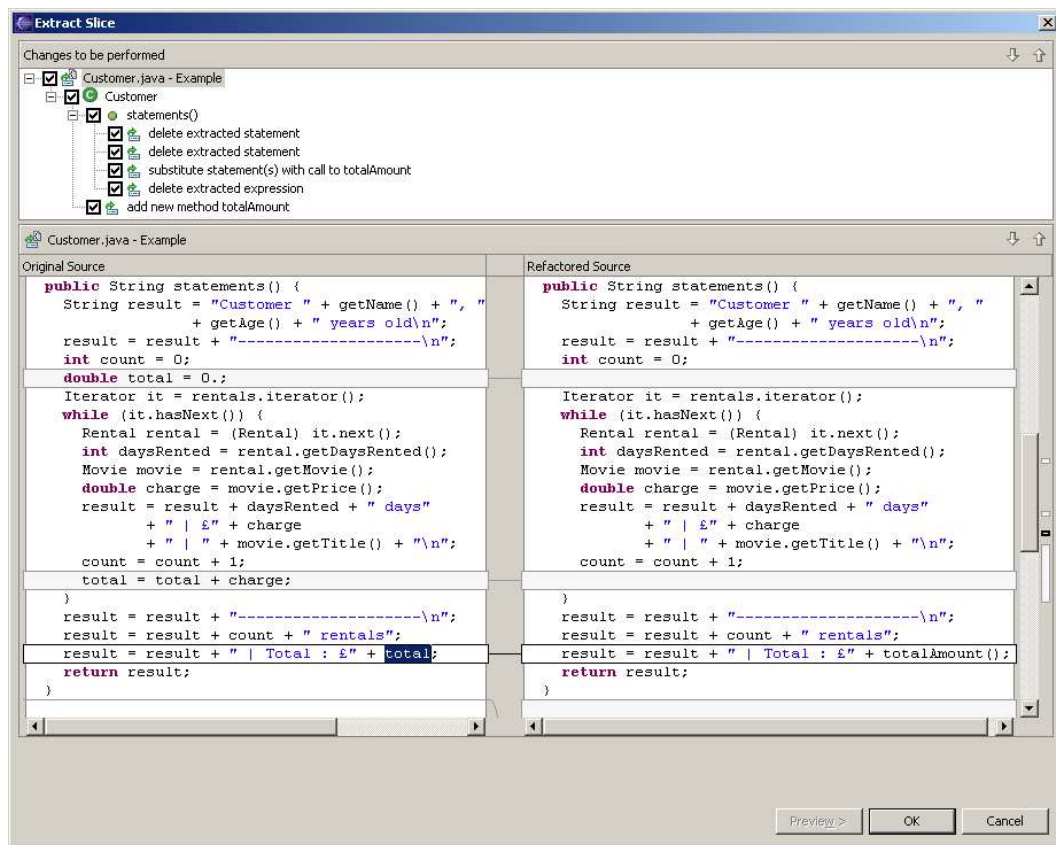 Extract Slice
Changes to be performed
Customer.java - Example
Customer
statements()
delete extracted statement
delete extracted statement
substitute statement(s) with call to totalAmount
delete extracted expression
add new method totalAmount
Customer.java - Example
Original Source
public String statements() {
String result = "Customer " + getName() + ", "
+ getAge() + " years old\n";
result = result + "--------------------\n";
int count = 0;
double total = 0.;
Iterator it = rentals.iterator();
while (it.hasNext()) {
Rental rental = (Rental) it.next();
int daysRented = rental.getDaysRented();
Movie movie = rental.getMovie();
double charge = movie.getPrice();
result = result + daysRented + " days"
+ " | £" + charge
+ " | " + movie.getTitle() + "\n";
count = count + 1;
total = total + charge;
}
result = result + "--------------------\n";
result = result + count + " rentals";
result = result + " | Total : £" + total;
return result;
}
Refactored Source
public String statements() {
String result = "Customer " + getName() + ", "
+ getAge() + " years old\n";
result = result + "--------------------\n";
int count = 0;
Iterator it = rentals.iterator();
while (it.hasNext()) {
Rental rental = (Rental) it.next();
int daysRented = rental.getDaysRented();
Movie movie = rental.getMovie();
double charge = movie.getPrice();
result = result + daysRented + " days"
+ " | £" + charge
+ " | " + movie.getTitle() + "\n";
count = count + 1;
}
result = result + "--------------------\n";
result = result + count + " rentals";
result = result + " | Total : £" + totalAmount();
return result;
}
Preview >
OK
Cancel